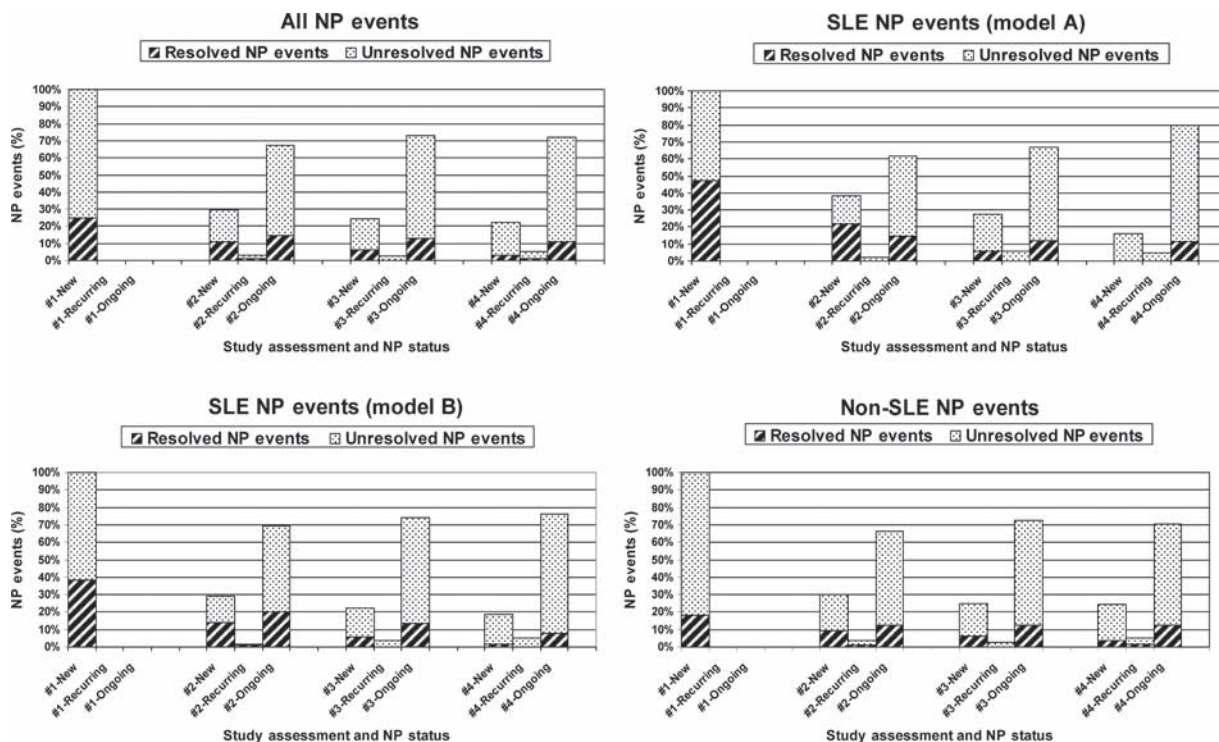 All NP events
Resolved NP events Unresolved NP events
NP events (%)
100%
90%
80%
70%
60%
50%
40%
30%
20%
10%
0%
#1-New
#1-Recurring
#1-Ongoing
#2-New
#2-Recurring
#2-Ongoing
#3-New
#3-Recurring
#3-Ongoing
#4-New
#4-Recurring
#4-Ongoing
Study assessment and NP status
SLE NP events (model A)
Resolved NP events Unresolved NP events
NP events (%)
100%
90%
80%
70%
60%
50%
40%
30%
20%
10%
0%
#1-New
#1-Recurring
#1-Ongoing
#2-New
#2-Recurring
#2-Ongoing
#3-New
#3-Recurring
#3-Ongoing
#4-New
#4-Recurring
#4-Ongoing
Study assessment and NP status
SLE NP events (model B)
Resolved NP events Unresolved NP events
NP events (%)
100%
90%
80%
70%
60%
50%
40%
30%
20%
10%
0%
#1-New
#1-Recurring
#1-Ongoing
#2-New
#2-Recurring
#2-Ongoing
#3-New
#3-Recurring
#3-Ongoing
#4-New
#4-Recurring
#4-Ongoing
Study assessment and NP status
Non-SLE NP events
Resolved NP events Unresolved NP events
NP events (%)
100%
90%
80%
70%
60%
50%
40%
30%
20%
10%
0%
#1-New
#1-Recurring
#1-Ongoing
#2-New
#2-Recurring
#2-Ongoing
#3-New
#3-Recurring
#3-Ongoing
#4-New
#4-Recurring
#4-Ongoing
Study assessment and NP status